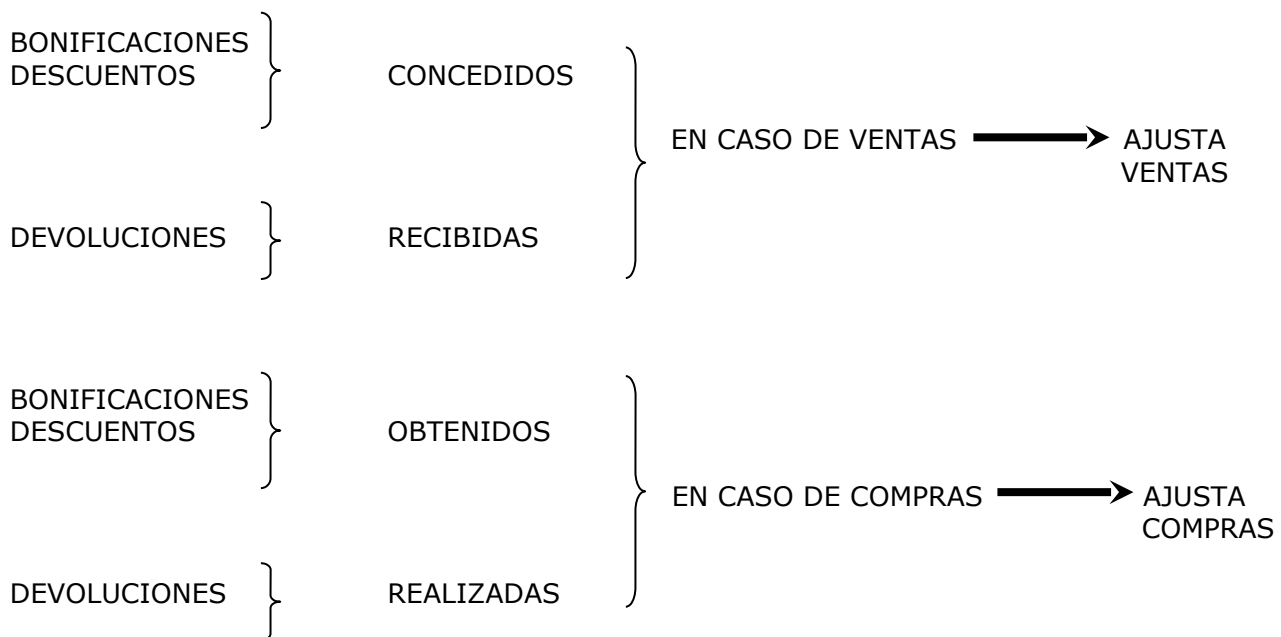 BONIFICACIONES
DESCUENTOS
CONCEDIDOS
EN CASO DE VENTAS
AJUSTA
VENTAS
DEVOLUCIONES
RECIBIDAS
BONIFICACIONES
DESCUENTOS
OBTENIDOS
EN CASO DE COMPRAS
AJUSTA
COMPRAS
DEVOLUCIONES
REALIZADAS